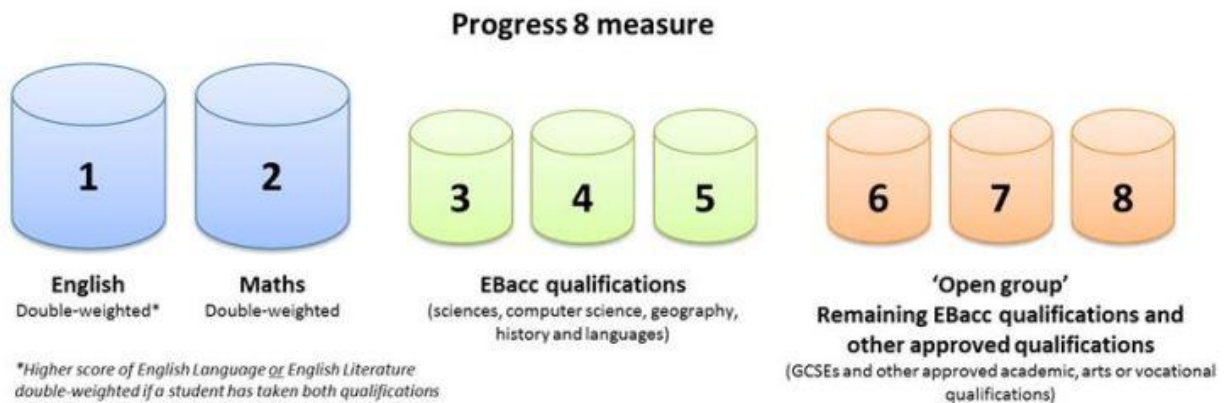 Progress 8 measure
1
2
3
4
5
6
7
8
English
Double-weighted*
Maths
Double-weighted
EBacc qualifications
(sciences, computer science, geography,
history and languages)
‘Open group’
Remaining EBacc qualifications and
other approved qualifications
(GCSEs and other approved academic, arts or vocational
qualifications)
*Higher score of English Language or English Literature
double-weighted if a student has taken both qualifications